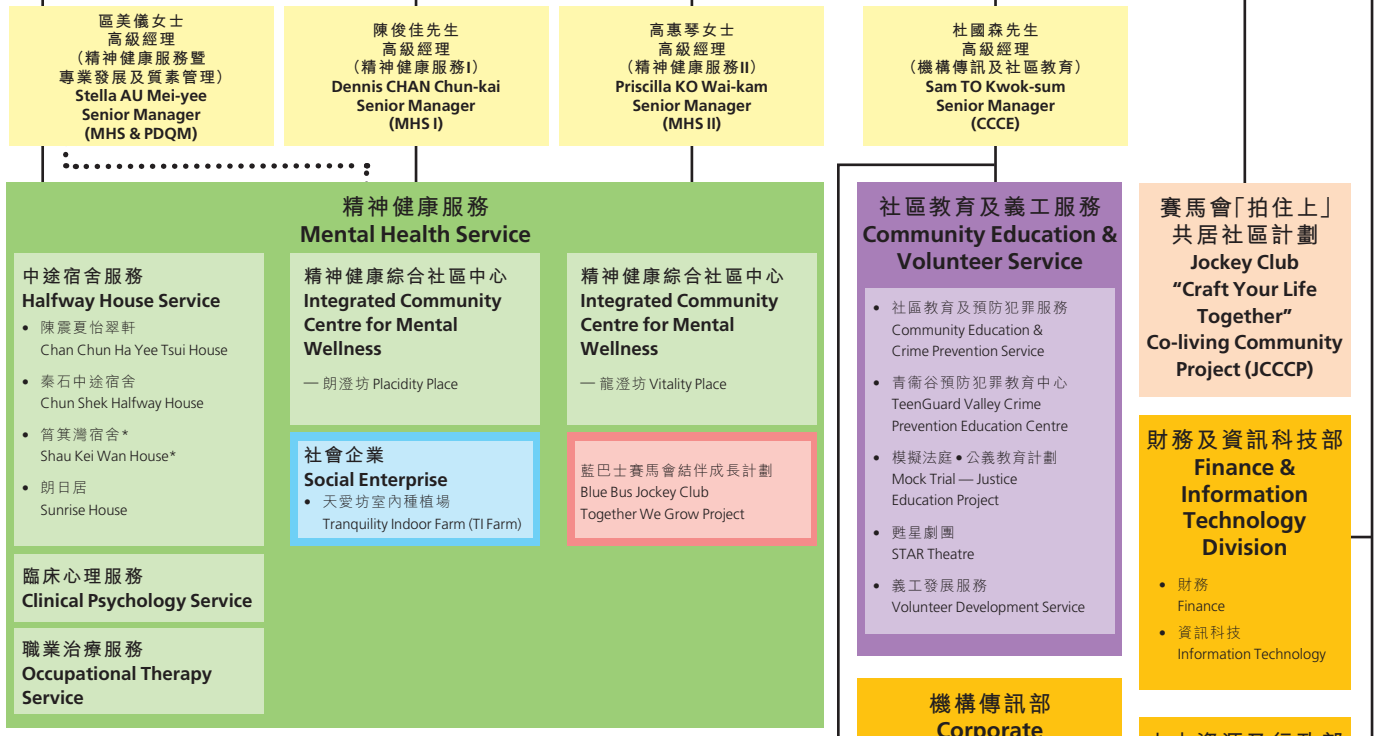 區美儀女士
高級經理
（精神健康服務暨
專業發展及質素管理）
Stella AU Mei-yee
Senior Manager
(MHS & PDQM)
陳俊佳先生
高級經理
（精神健康服務I）
Dennis CHAN Chun-kai
Senior Manager
(MHS I)
高惠琴女士
高級經理
（精神健康服務II）
Priscilla KO Wai-kam
Senior Manager
(MHS II)
杜國森先生
高級經理
（機構傳訊及社區教育）
Sam TO Kwok-sum
Senior Manager
(CCCE)
精神健康服務
Mental Health Service
中途宿舍服務
Halfway House Service
• 陳震夏怡翠軒
Chan Chun Ha Yee Tsui House
• 秦石中途宿舍
Chun Shek Halfway House
• 筲箕灣宿舍*
Shau Kei Wan House*
• 朗日居
Sunrise House
臨床心理服務
Clinical Psychology Service
職業治療服務
Occupational Therapy
Service
精神健康綜合社區中心
Integrated Community
Centre for Mental
Wellness
— 朗澄坊 Placidity Place
社會企業
Social Enterprise
• 天愛坊室內種植場
Tranquility Indoor Farm (TI Farm)
精神健康綜合社區中心
Integrated Community
Centre for Mental
Wellness
— 龍澄坊 Vitality Place
藍巴士賽馬會結伴成長計劃
Blue Bus Jockey Club
Together We Grow Project
社區教育及義工服務
Community Education &
Volunteer Service
• 社區教育及預防犯罪服務
Community Education &
Crime Prevention Service
• 青衞谷預防犯罪教育中心
TeenGuard Valley Crime
Prevention Education Centre
• 模擬法庭•公義教育計劃
Mock Trial — Justice
Education Project
• 甦星劇團
STAR Theatre
• 義工發展服務
Volunteer Development Service
機構傳訊部
Corporate
賽馬會「拍住上」
共居社區計劃
Jockey Club
“Craft Your Life
Together”
Co-living Community
Project (JCCCP)
財務及資訊科技部
Finance &
Information
Technology
Division
• 財務
Finance
• 資訊科技
Information Technology